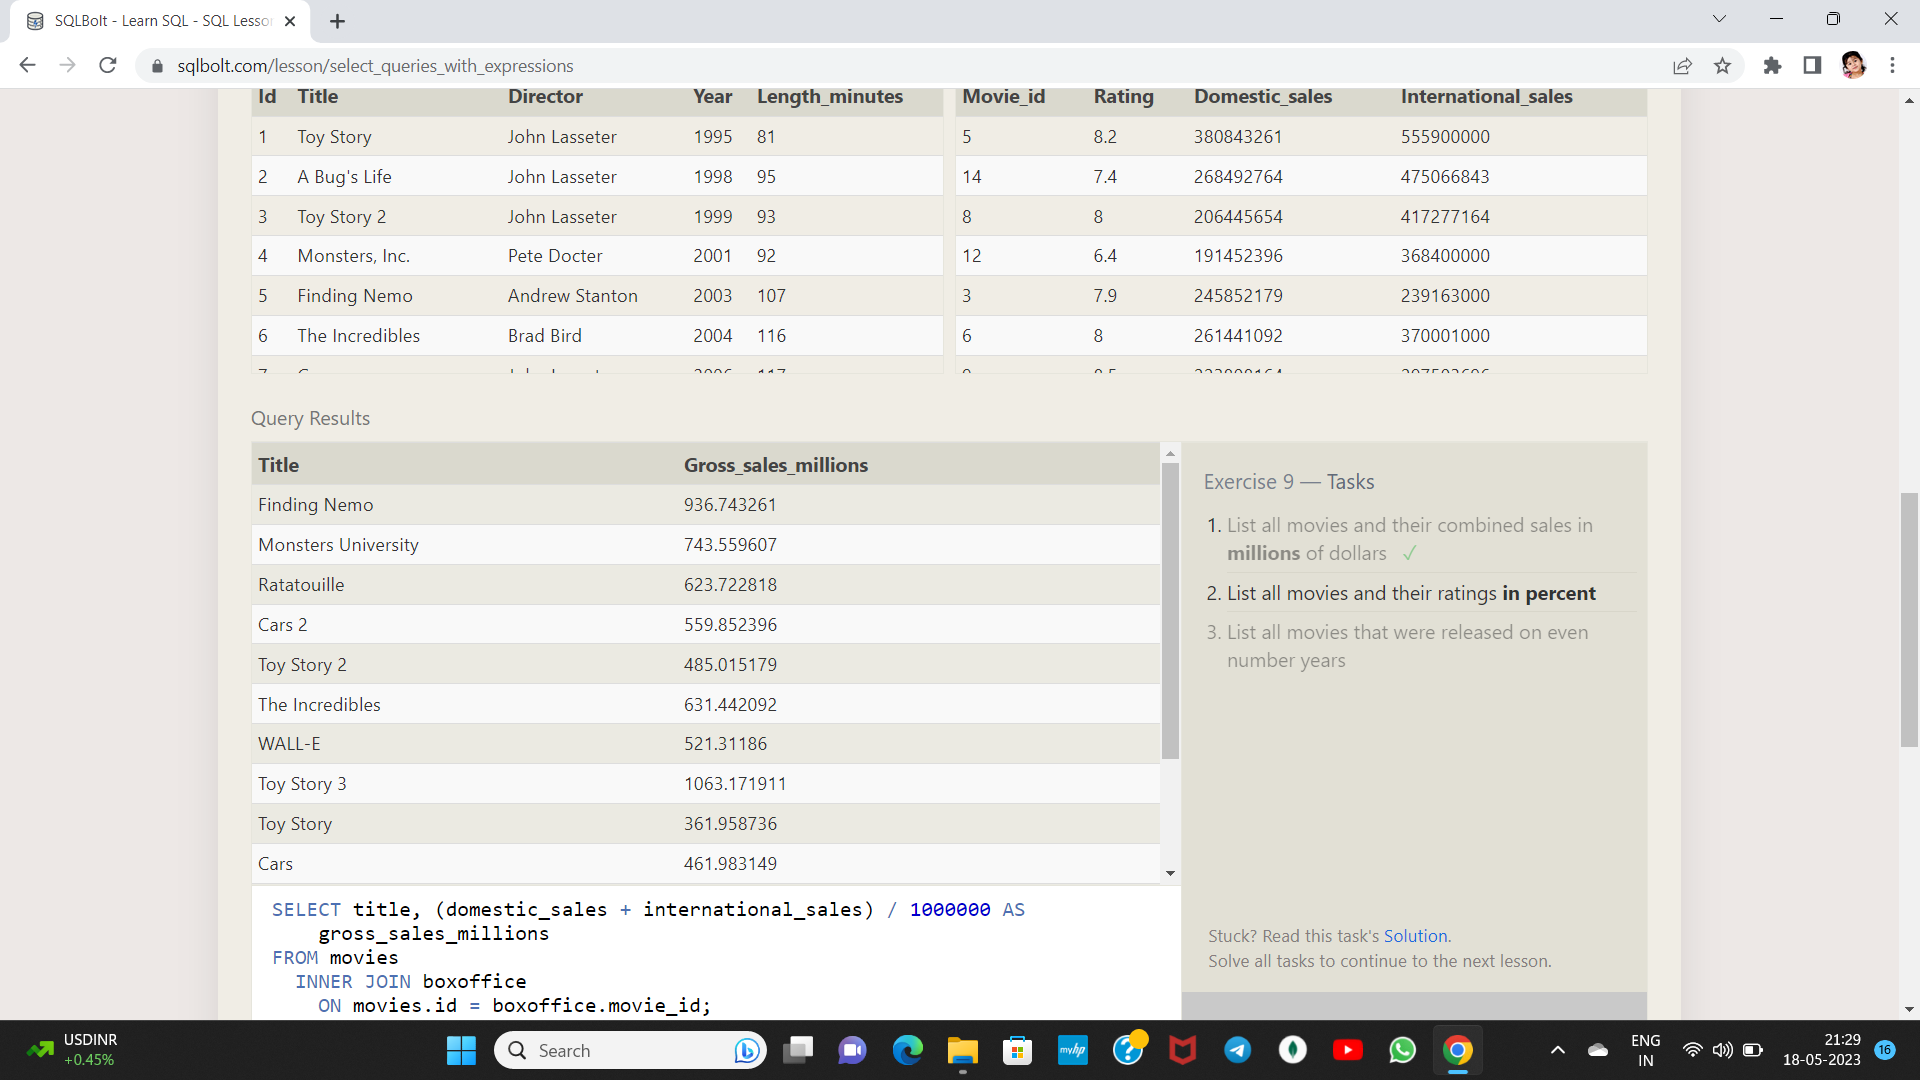 SQLBolt - Learn SQL - SQL Lesson
sqlbolt.com/lesson/select_queries_with_expressions
Id Title Director Year Length_minutes
1 Toy Story John Lasseter 1995 81
2 A Bug's Life John Lasseter 1998 95
3 Toy Story 2 John Lasseter 1999 93
4 Monsters, Inc. Pete Docter 2001 92
5 Finding Nemo Andrew Stanton 2003 107
6 The Incredibles Brad Bird 2004 116
Movie_id Rating Domestic_sales International_sales
5 8.2 380843261 555900000
14 7.4 268492764 475066843
8 8 206445654 417277164
12 6.4 191452396 368400000
3 7.9 245852179 239163000
6 8 261441092 370001000
Query Results
Title Gross_sales_millions
Finding Nemo 936.743261
Monsters University 743.559607
Ratatouille 623.722818
Cars 2 559.852396
Toy Story 2 485.015179
The Incredibles 631.442092
WALL-E 521.31186
Toy Story 3 1063.171911
Toy Story 361.958736
Cars 461.983149
Exercise 9 — Tasks
1. List all movies and their combined sales in
millions of dollars ✓
2. List all movies and their ratings in percent
3. List all movies that were released on even
number years
Stuck? Read this task's Solution.
Solve all tasks to continue to the next lesson.
SELECT title, (domestic_sales + international_sales) / 1000000 AS
gross_sales_millions
FROM movies
INNER JOIN boxoffice
ON movies.id = boxoffice.movie_id;
USDINR
+0.45%
Search
myhp
ENG
IN
21:29
18-05-2023
16